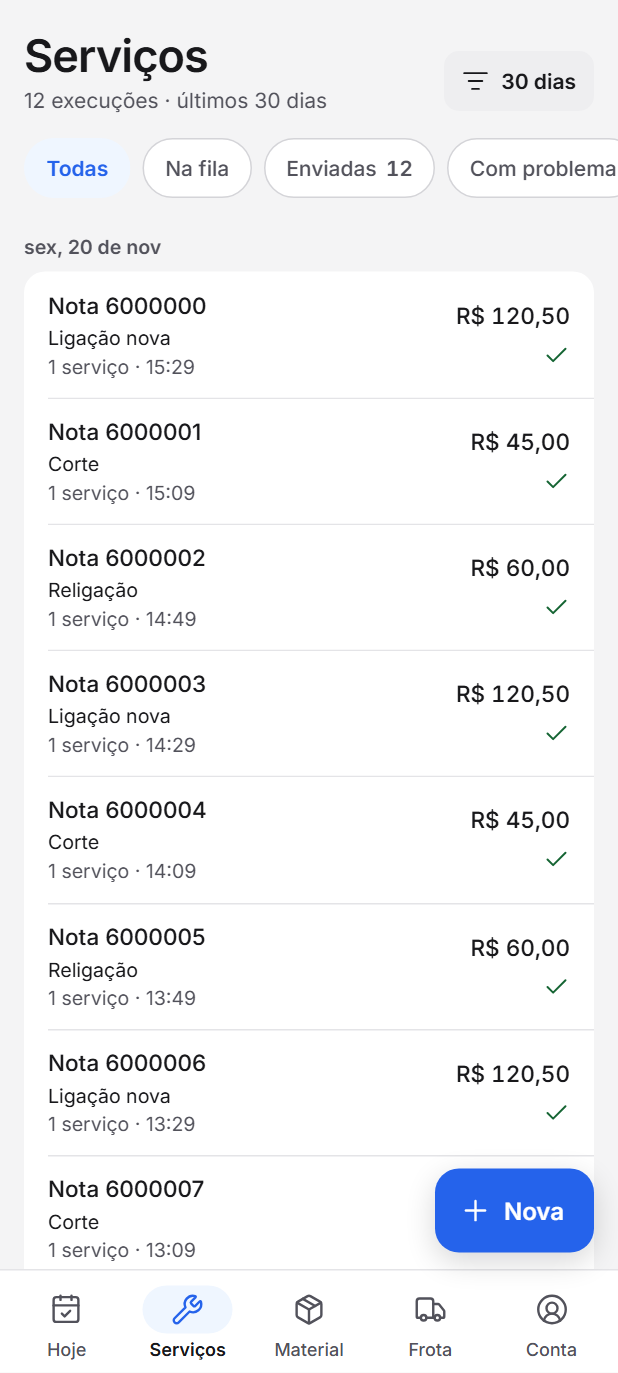 Serviços
12 execuções · últimos 30 dias
30 dias
Todas
Na fila
Enviadas 12
Com problema
sex, 20 de nov
Nota 6000000
Ligação nova
1 serviço · 15:29
R$ 120,50
Nota 6000001
Corte
1 serviço · 15:09
R$ 45,00
Nota 6000002
Religação
1 serviço · 14:49
R$ 60,00
Nota 6000003
Ligação nova
1 serviço · 14:29
R$ 120,50
Nota 6000004
Corte
1 serviço · 14:09
R$ 45,00
Nota 6000005
Religação
1 serviço · 13:49
R$ 60,00
Nota 6000006
Ligação nova
1 serviço · 13:29
R$ 120,50
Nota 6000007
Corte
1 serviço · 13:09
Nova
Hoje
Serviços
Material
Frota
Conta